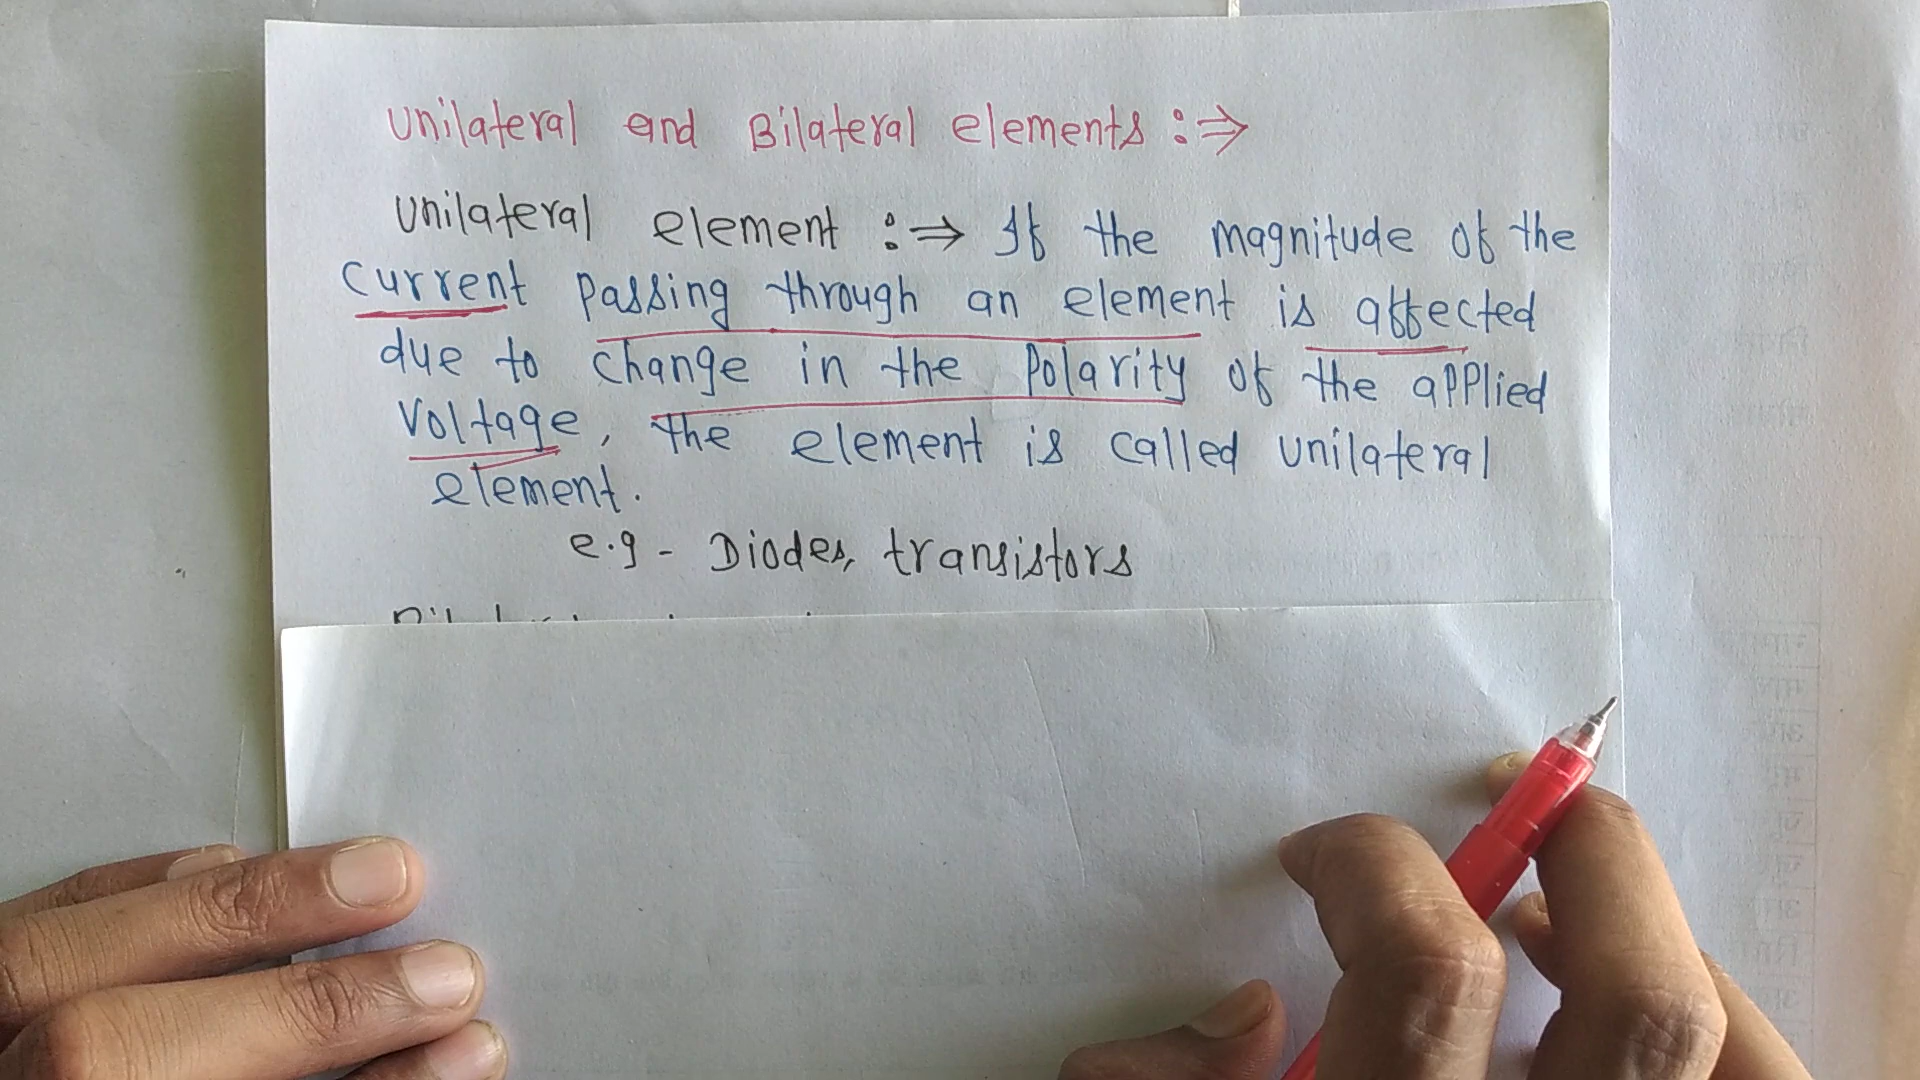 Unilateral and Bilateral elements :⇒
Unilateral element :⇒ If the magnitude of the
current passing through an element is affected
due to change in the Polarity of the applied
Voltage, the element is called unilateral
element.
e.g - Diodes, transistors